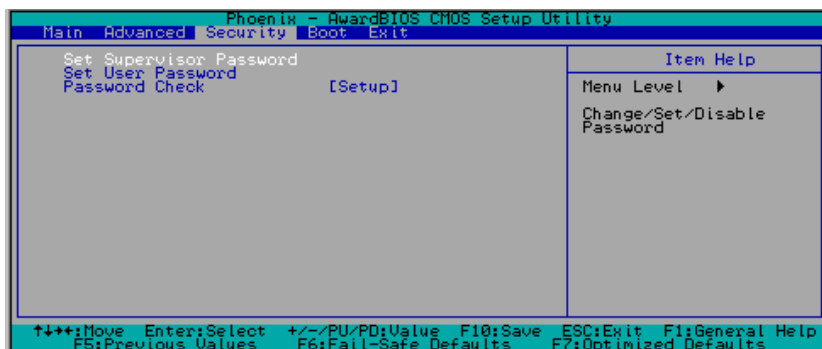 Phoenix - AwardBIOS CMOS Setup Utility
Main Advanced Security Boot Exit
Set Supervisor Password
Set User Password
Password Check [Setup]
Item Help
Menu Level ▶
Change/Set/Disable
Password
↑↓→←:Move Enter:Select +/-/PU/PD:Value F10:Save ESC:Exit F1:General Help
F5:Previous Values F6:Fail-Safe Defaults F7:Optimized Defaults